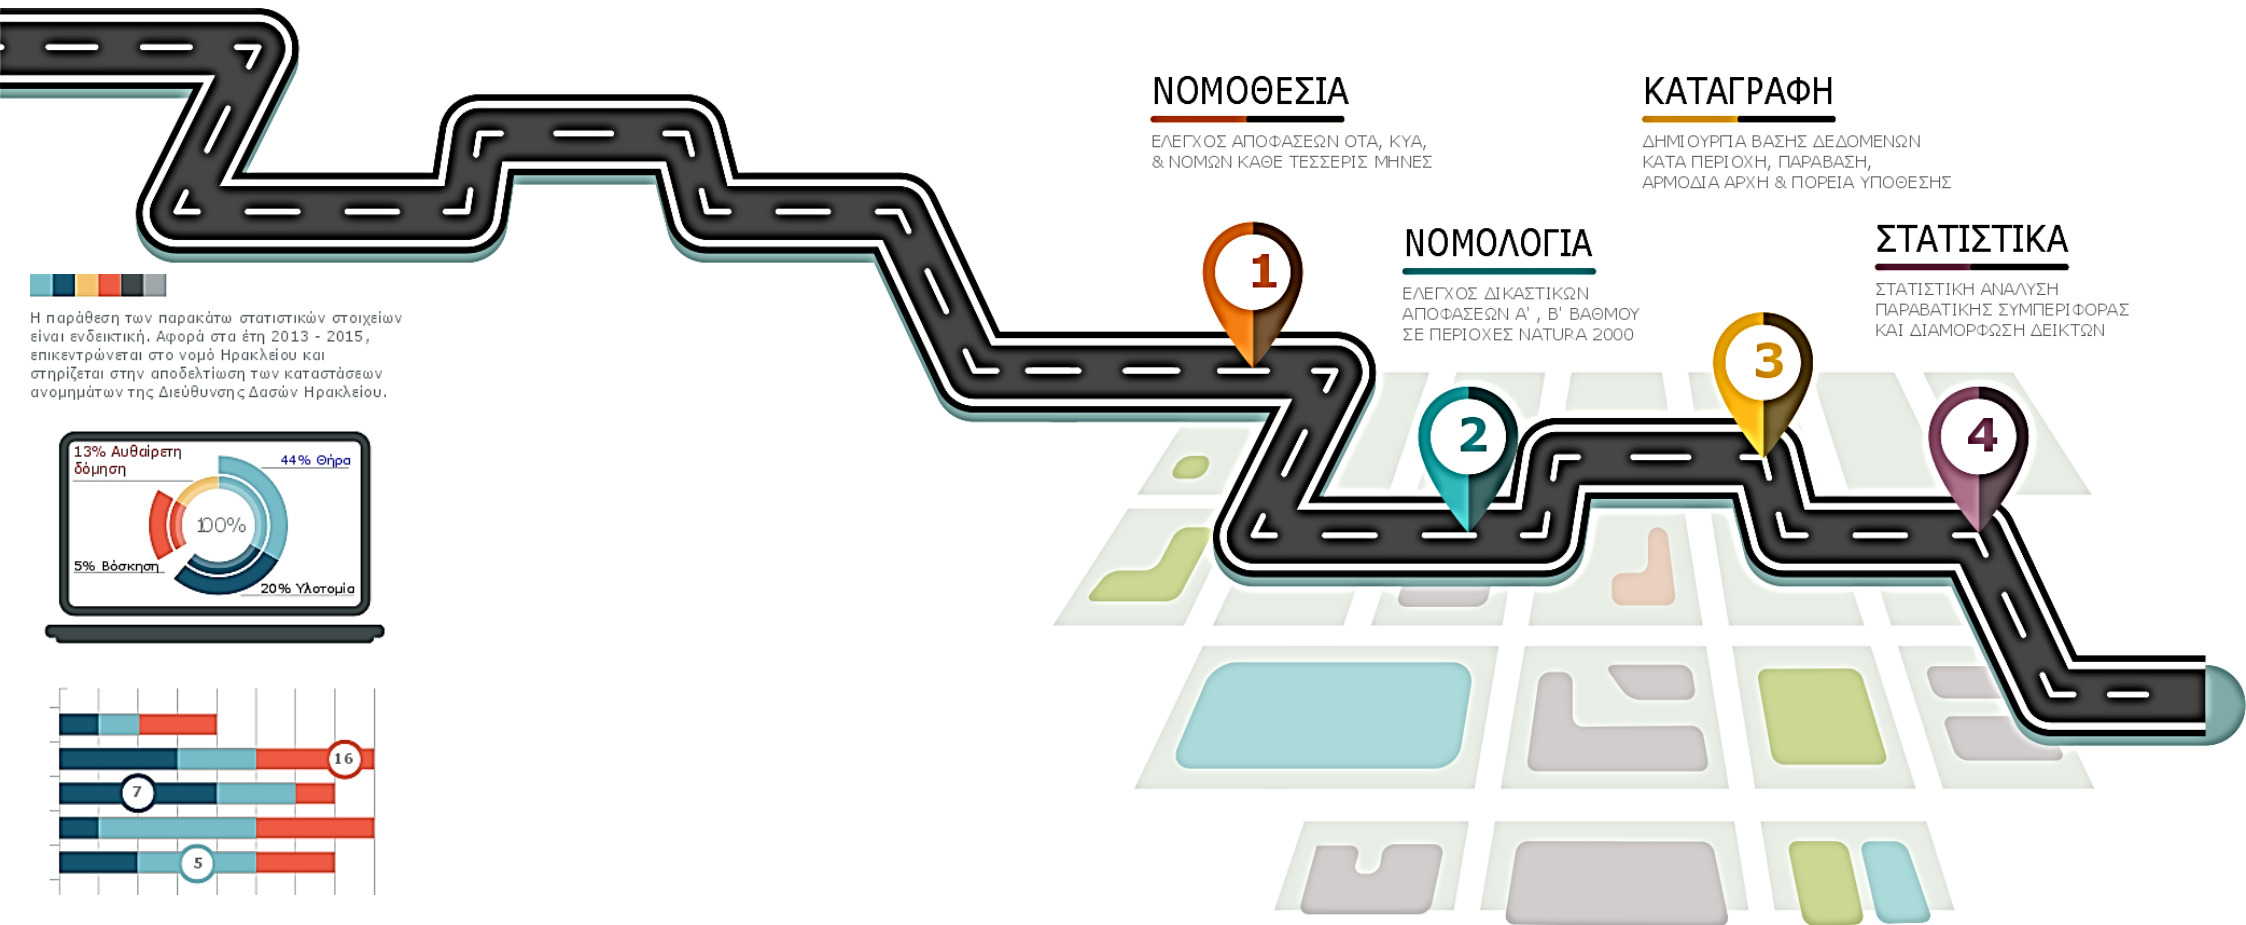 ΝΟΜΟΘΕΣΙΑ
ΕΛΕΓΧΟΣ ΑΠΟΦΑΣΕΩΝ ΟΤΑ, ΚΥΑ,
& ΝΟΜΩΝ ΚΑΘΕ ΤΕΣΣΕΡΙΣ ΜΗΝΕΣ
ΚΑΤΑΓΡΑΦΗ
ΔΗΜΙΟΥΡΓΙΑ ΒΑΣΗΣ ΔΕΔΟΜΕΝΩΝ
ΚΑΤΑ ΠΕΡΙΟΧΗ, ΠΑΡΑΒΑΣΗ,
ΑΡΜΟΔΙΑ ΑΡΧΗ & ΠΟΡΕΙΑ ΥΠΟΘΕΣΗΣ
ΝΟΜΟΛΟΓΙΑ
ΕΛΕΓΧΟΣ ΔΙΚΑΣΤΙΚΩΝ
ΑΠΟΦΑΣΕΩΝ Α' , Β' ΒΑΘΜΟΥ
ΣΕ ΠΕΡΙΟΧΕΣ NATURA 2000
ΣΤΑΤΙΣΤΙΚΑ
ΣΤΑΤΙΣΤΙΚΗ ΑΝΑΛΥΣΗ
ΠΑΡΑΒΑΤΙΚΗΣ ΣΥΜΠΕΡΙΦΟΡΑΣ
ΚΑΙ ΔΙΑΜΟΡΦΩΣΗ ΔΕΙΚΤΩΝ
1
2
3
4
Η παράθεση των παρακάτω στατιστικών στοιχείων
είναι ενδεικτική. Αφορά στα έτη 2013 - 2015,
επικεντρώνεται στο νομό Ηρακλείου και
στηρίζεται στην αποδελτίωση των καταστάσεων
ανομημάτων της Διεύθυνσης Δασών Ηρακλείου.
13% Αυθαίρετη
δόμηση
44% Θήρα
100%
5% Βόσκηση
20% Υλοτομία
16
7
5